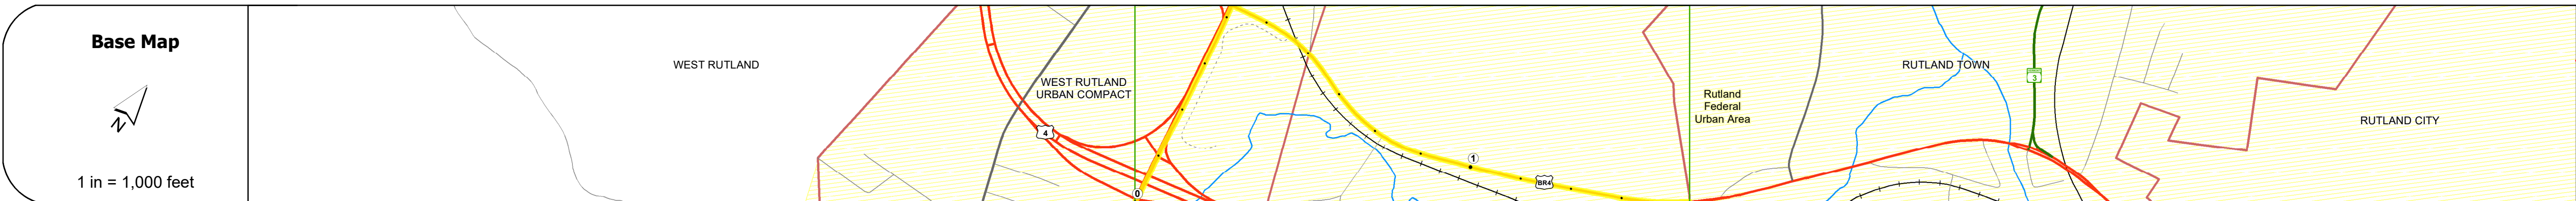 Base Map
N
1 in = 1,000 feet
WEST RUTLAND
WEST RUTLAND
URBAN COMPACT
4
0
1
BR4
Rutland
Federal
Urban Area
RUTLAND TOWN
3
RUTLAND CITY